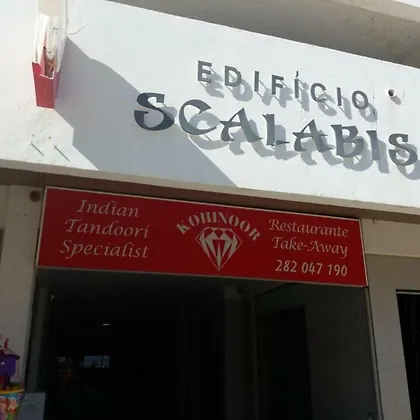 EDIFÍCIO
SCALABIS
Indian
Tandoori
Specialist
KOHINOOR
Restaurante
Take-Away
282 047 190